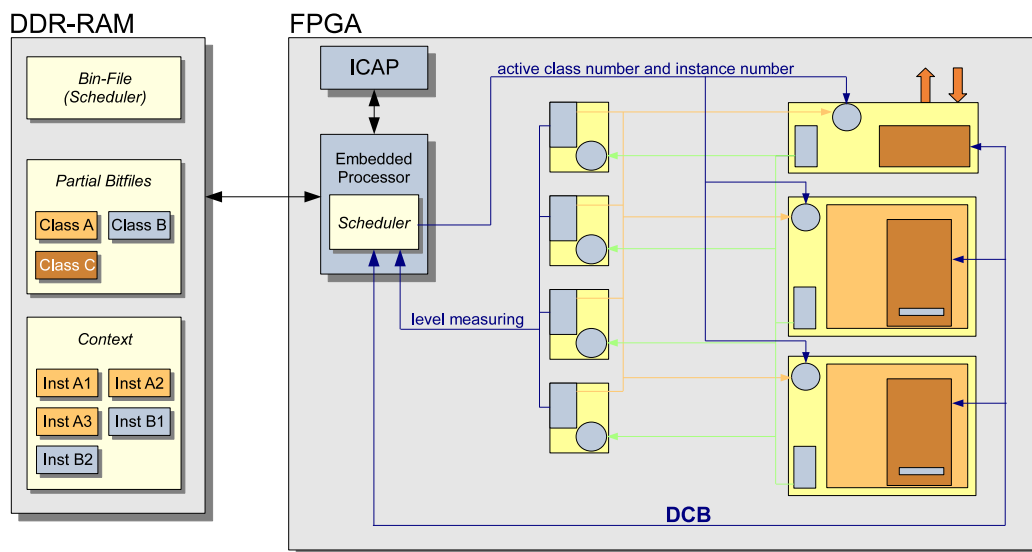 DDR-RAM
Bin-File
(Scheduler)
Partial Bitfiles
Class A
Class B
Class C
Context
Inst A1
Inst A2
Inst A3
Inst B1
Inst B2
FPGA
ICAP
Embedded
Processor
Scheduler
active class number and instance number
level measuring
DCB